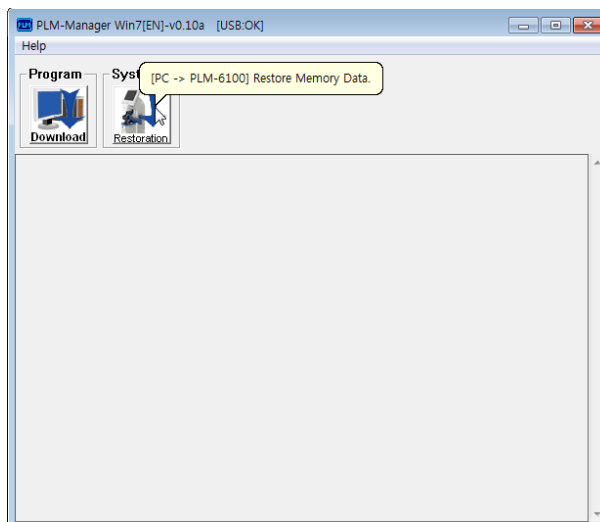 PLM PLM-Manager Win7[EN]-v0.10a [USB:OK]
Help
Program
Syst
[PC -> PLM-6100] Restore Memory Data.
Download
Restoration